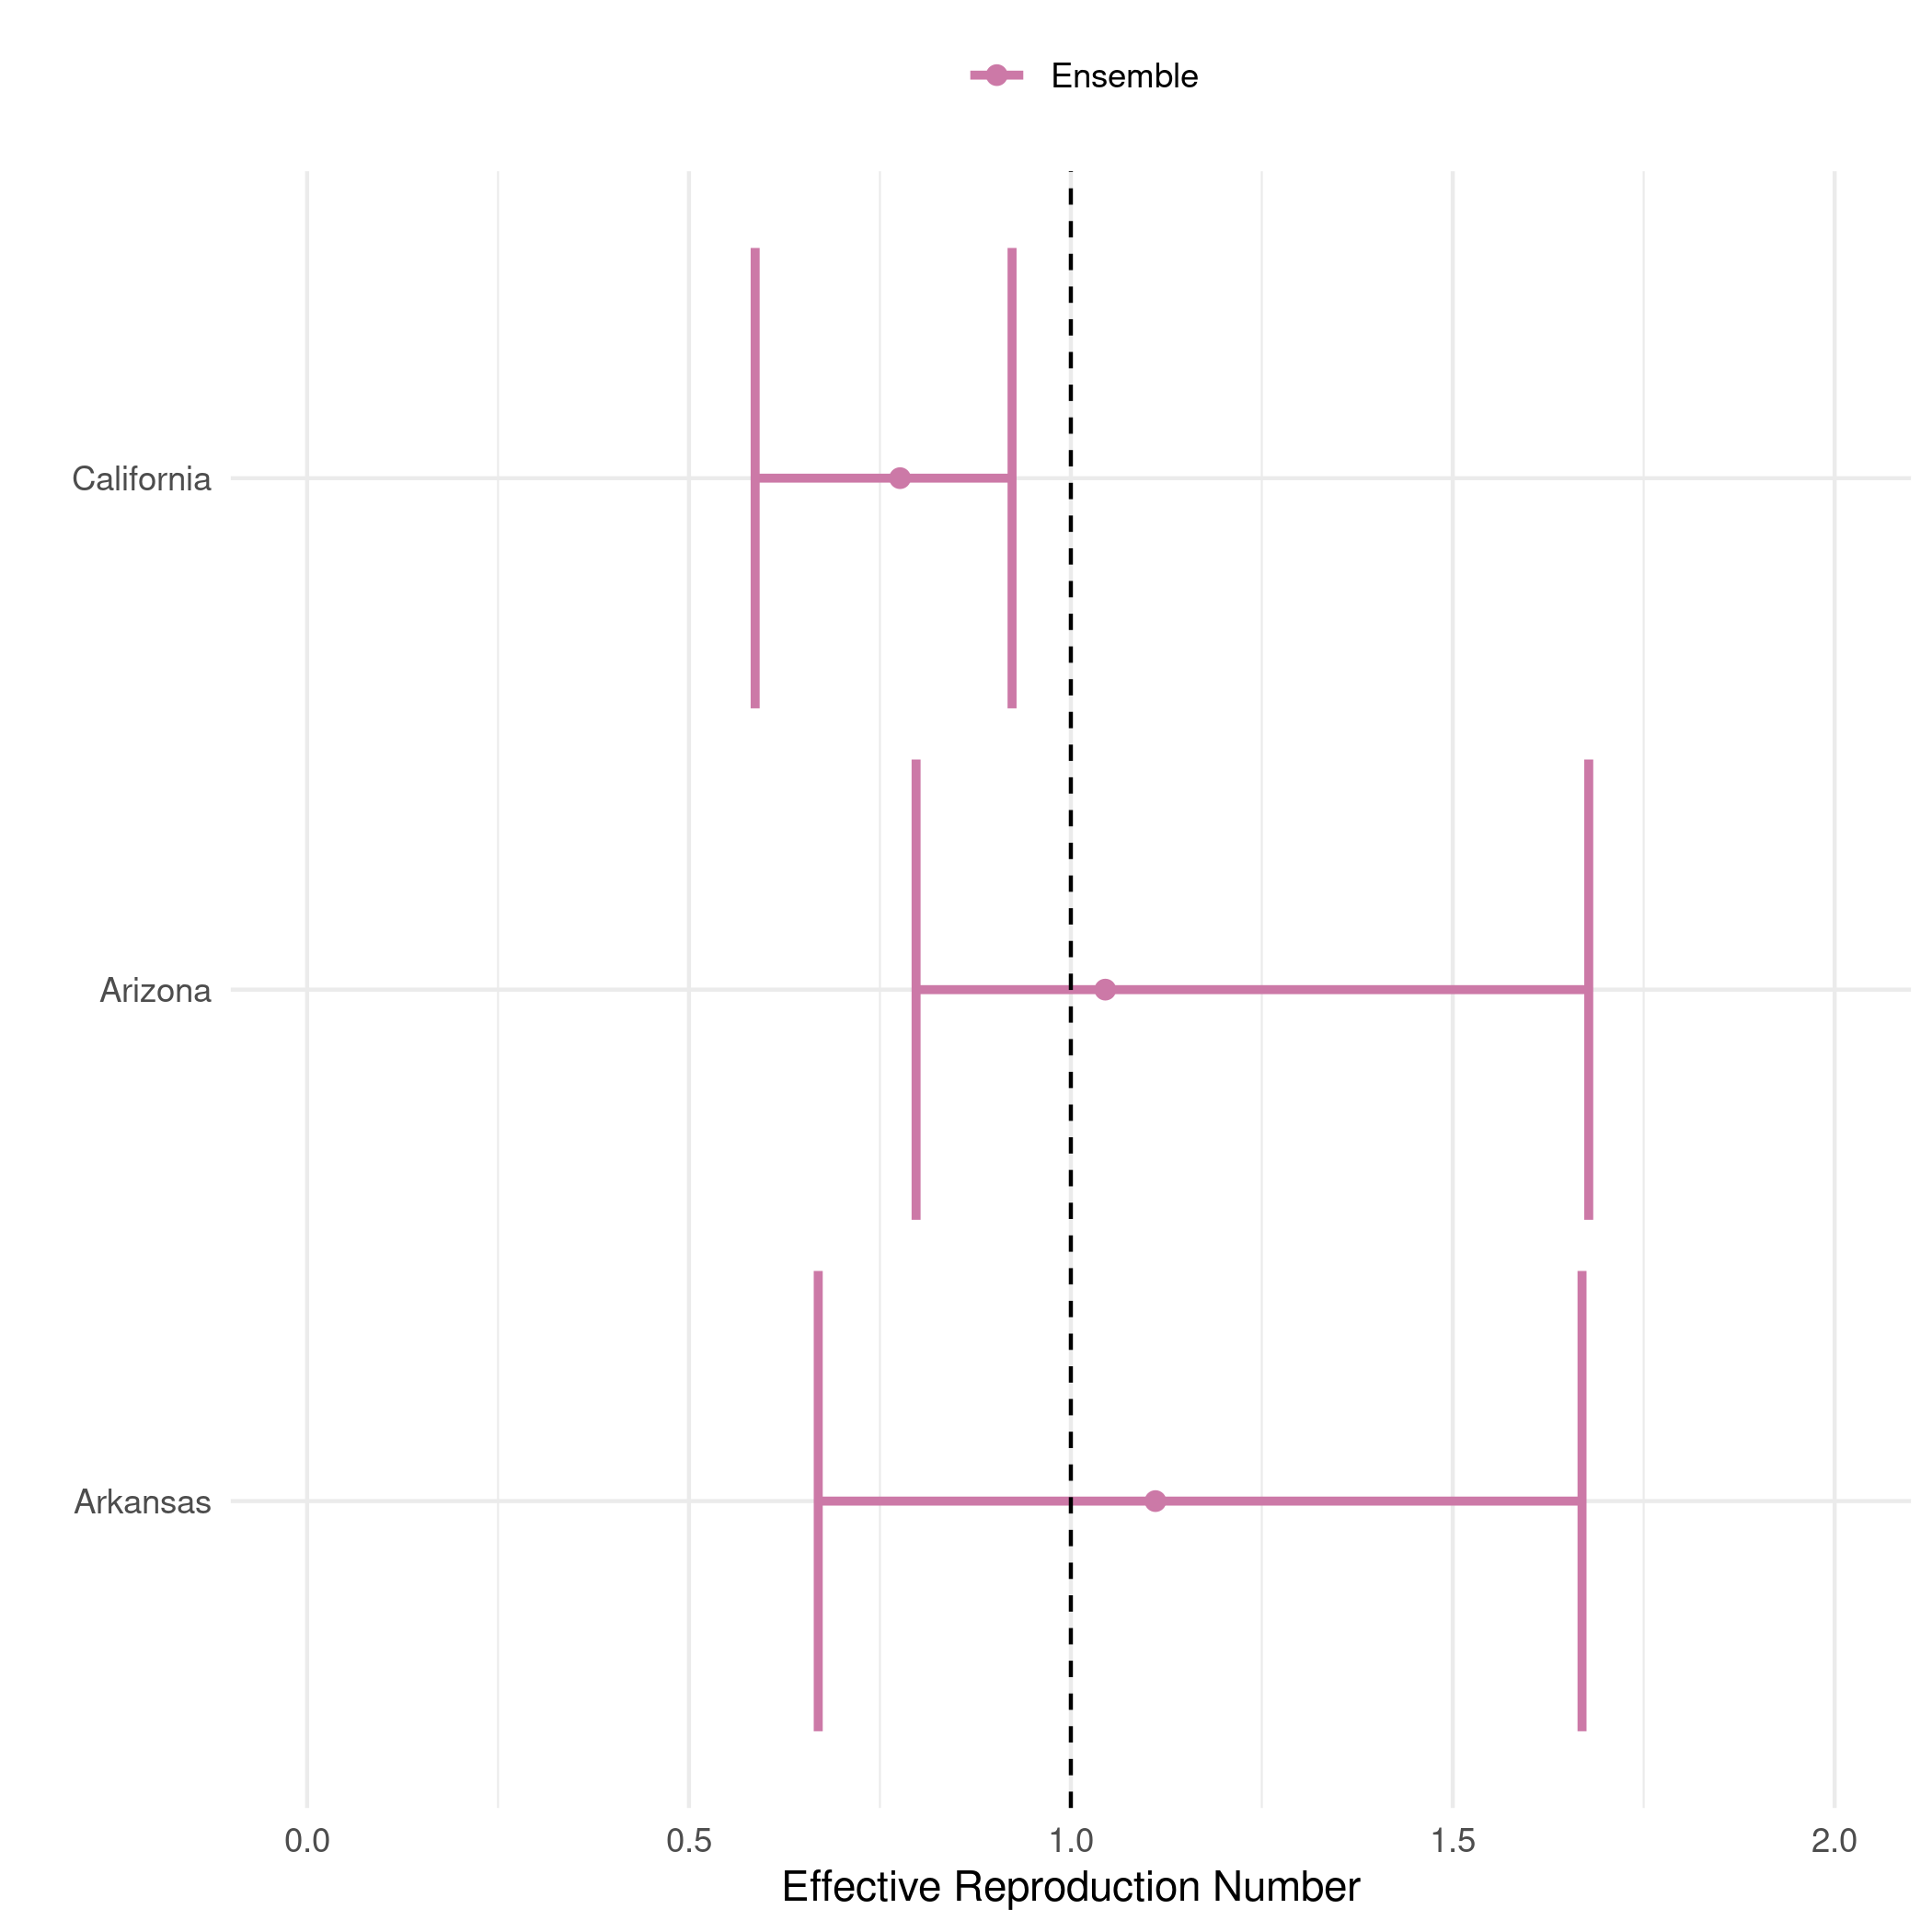 Ensemble
California
Arizona
Arkansas
0.0 0.5 1.0 1.5 2.0
Effective Reproduction Number